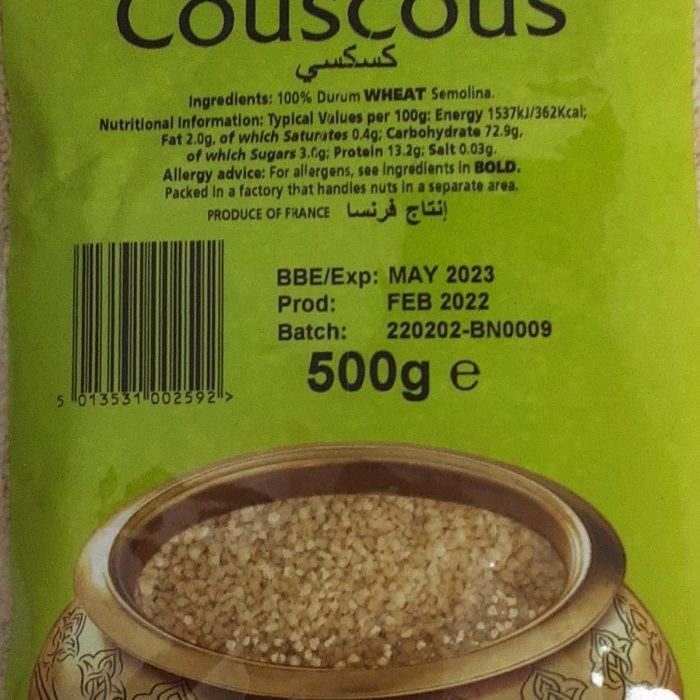 Couscous
كسكسي
Ingredients: 100% Durum WHEAT Semolina.
Nutritional Information: Typical Values per 100g: Energy 1537kJ/362Kcal;
Fat 2.0g, of which Saturates 0.4g; Carbohydrate 72.9g,
of which Sugars 3.0g; Protein 13.2g; Salt 0.03g.
Allergy advice: For allergens, see ingredients in BOLD.
Packed in a factory that handles nuts in a separate area.
PRODUCE OF FRANCE إنتاج فرنسا
BBE/Exp: MAY 2023
Prod: FEB 2022
Batch: 220202-BN0009
500g e
5 013531 002592 >